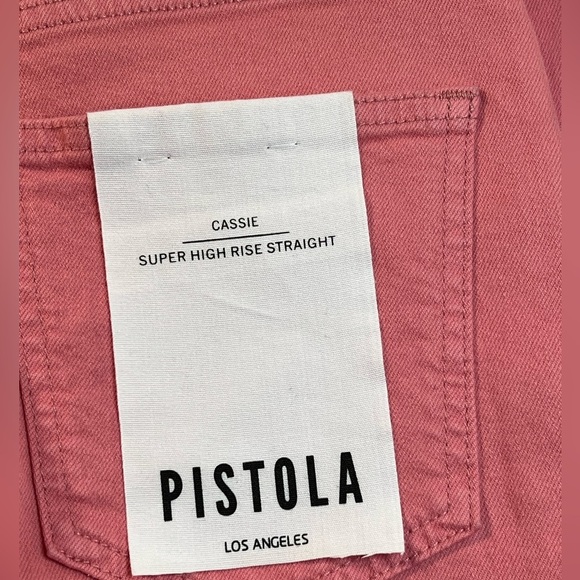 CASSIE
SUPER HIGH RISE STRAIGHT
PISTOLA
LOS ANGELES